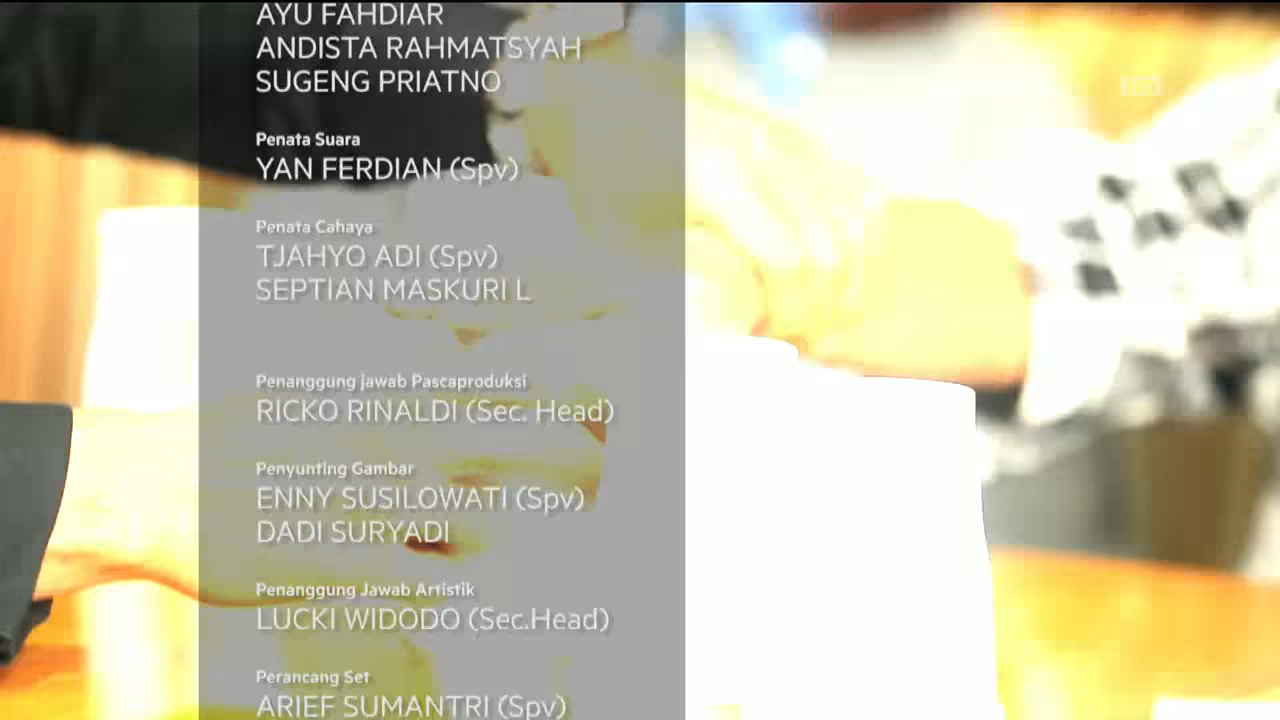 AYU FAHDIAR
ANDISTA RAHMATSYAH
SUGENG PRIATNO
Penata Suara
YAN FERDIAN (Spv)
Penata Cahaya
TJAHYO ADI (Spv)
SEPTIAN MASKURI L
Penanggung jawab Pascaproduksi
RICKO RINALDI (Sec. Head)
Penyunting Gambar
ENNY SUSILOWATI (Spv)
DADI SURYADI
Penanggung Jawab Artistik
LUCKI WIDODO (Sec.Head)
Perancang Set
ARIEF SUMANTRI (Spv)